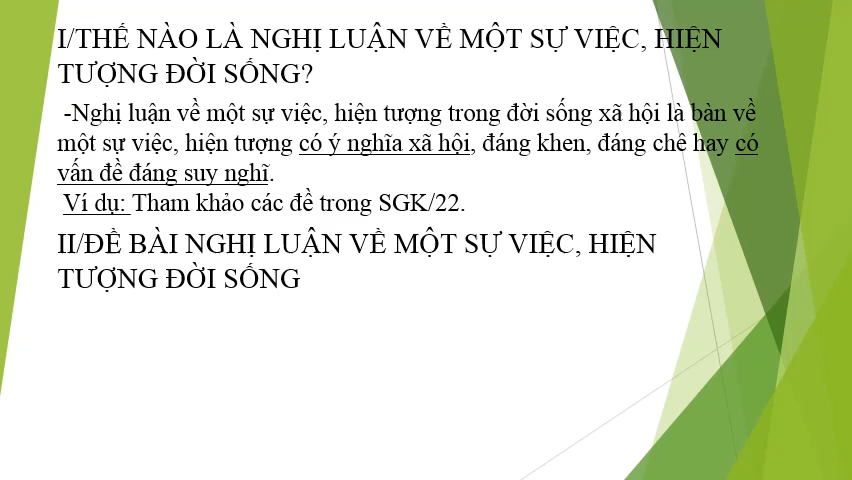 I/THẾ NÀO LÀ NGHỊ LUẬN VỀ MỘT SỰ VIỆC, HIỆN
TƯỢNG ĐỜI SỐNG?
-Nghị luận về một sự việc, hiện tượng trong đời sống xã hội là bàn về
một sự việc, hiện tượng có ý nghĩa xã hội, đáng khen, đáng chê hay có
vấn đề đáng suy nghĩ.
Ví dụ: Tham khảo các đề trong SGK/22.
II/ĐỀ BÀI NGHỊ LUẬN VỀ MỘT SỰ VIỆC, HIỆN
TƯỢNG ĐỜI SỐNG